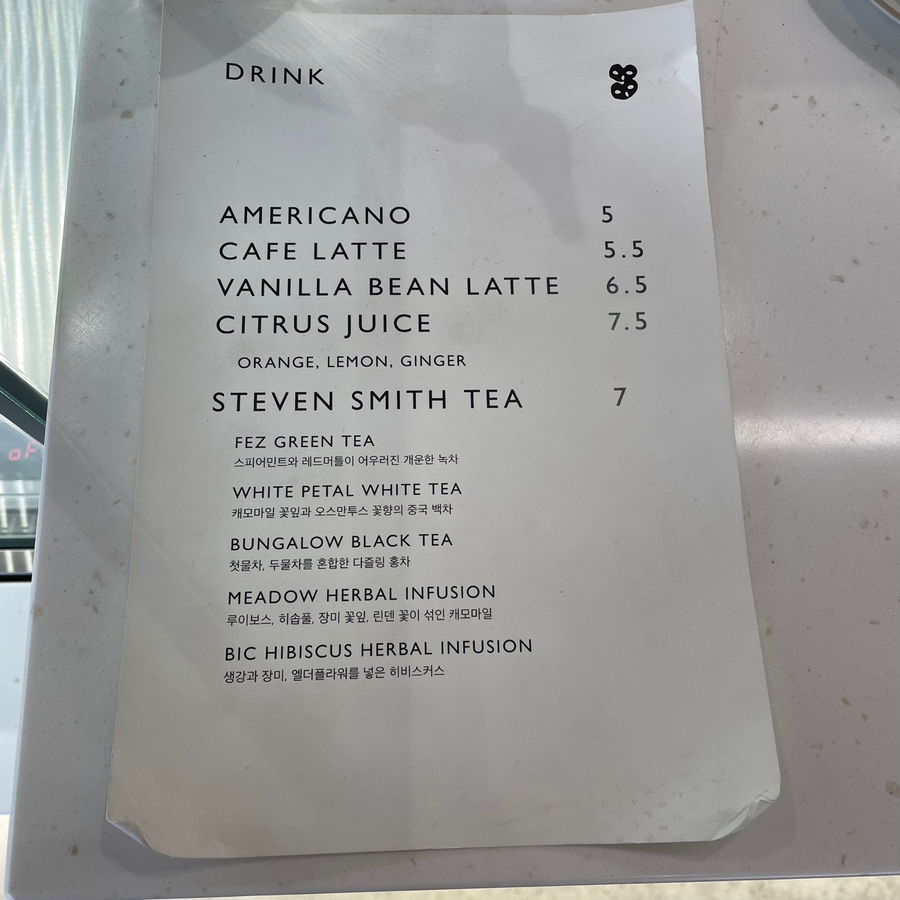 DRINK
AMERICANO 5
CAFE LATTE 5.5
VANILLA BEAN LATTE 6.5
CITRUS JUICE 7.5
ORANGE, LEMON, GINGER
STEVEN SMITH TEA 7
FEZ GREEN TEA
스피어민트와 레드머틀이 어우러진 개운한 녹차
WHITE PETAL WHITE TEA
캐모마일 꽃잎과 오스만투스 꽃향의 중국 백차
BUNGALOW BLACK TEA
첫물차, 두물차를 혼합한 다즐링 홍차
MEADOW HERBAL INFUSION
루이보스, 히솝풀, 장미 꽃잎, 린덴 꽃이 섞인 캐모마일
BIC HIBISCUS HERBAL INFUSION
생강과 장미, 엘더플라워를 넣은 히비스커스